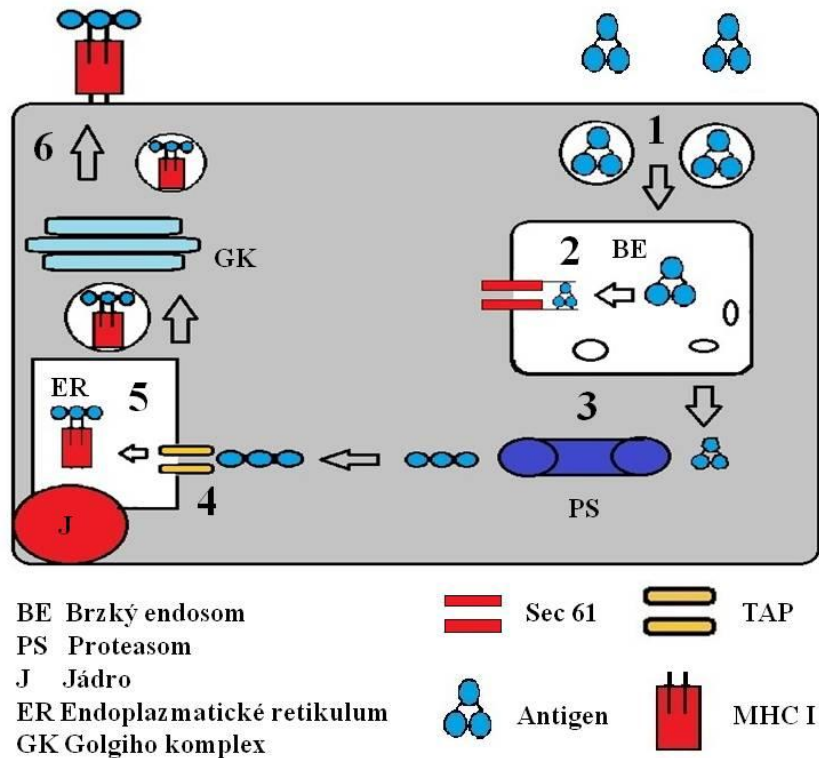 1
6
2
BE
GK
ER
5
3
4
PS
J
BE Brzký endosom
PS Proteasom
J Jádro
ER Endoplazmatické retikulum
GK Golgiho komplex
Sec 61
TAP
Antigen
MHC I